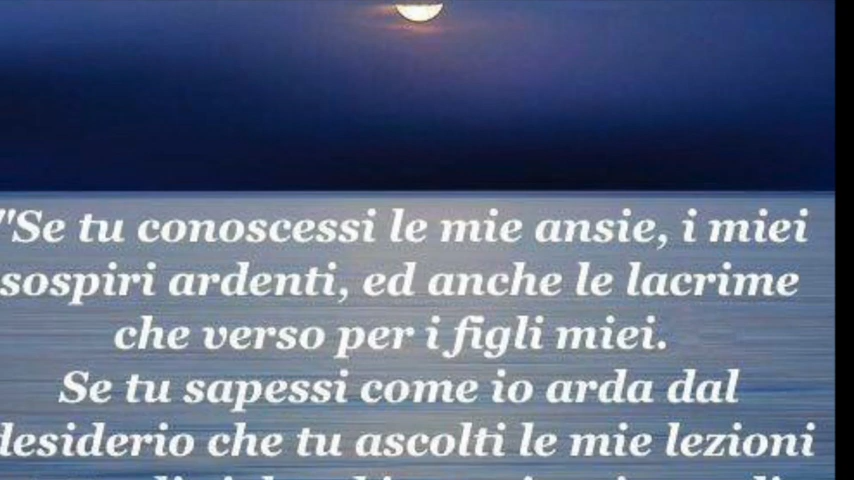 "Se tu conoscessi le mie ansie, i miei
sospiri ardenti, ed anche le lacrime
che verso per i figli miei.
Se tu sapessi come io arda dal
desiderio che tu ascolti le mie lezioni